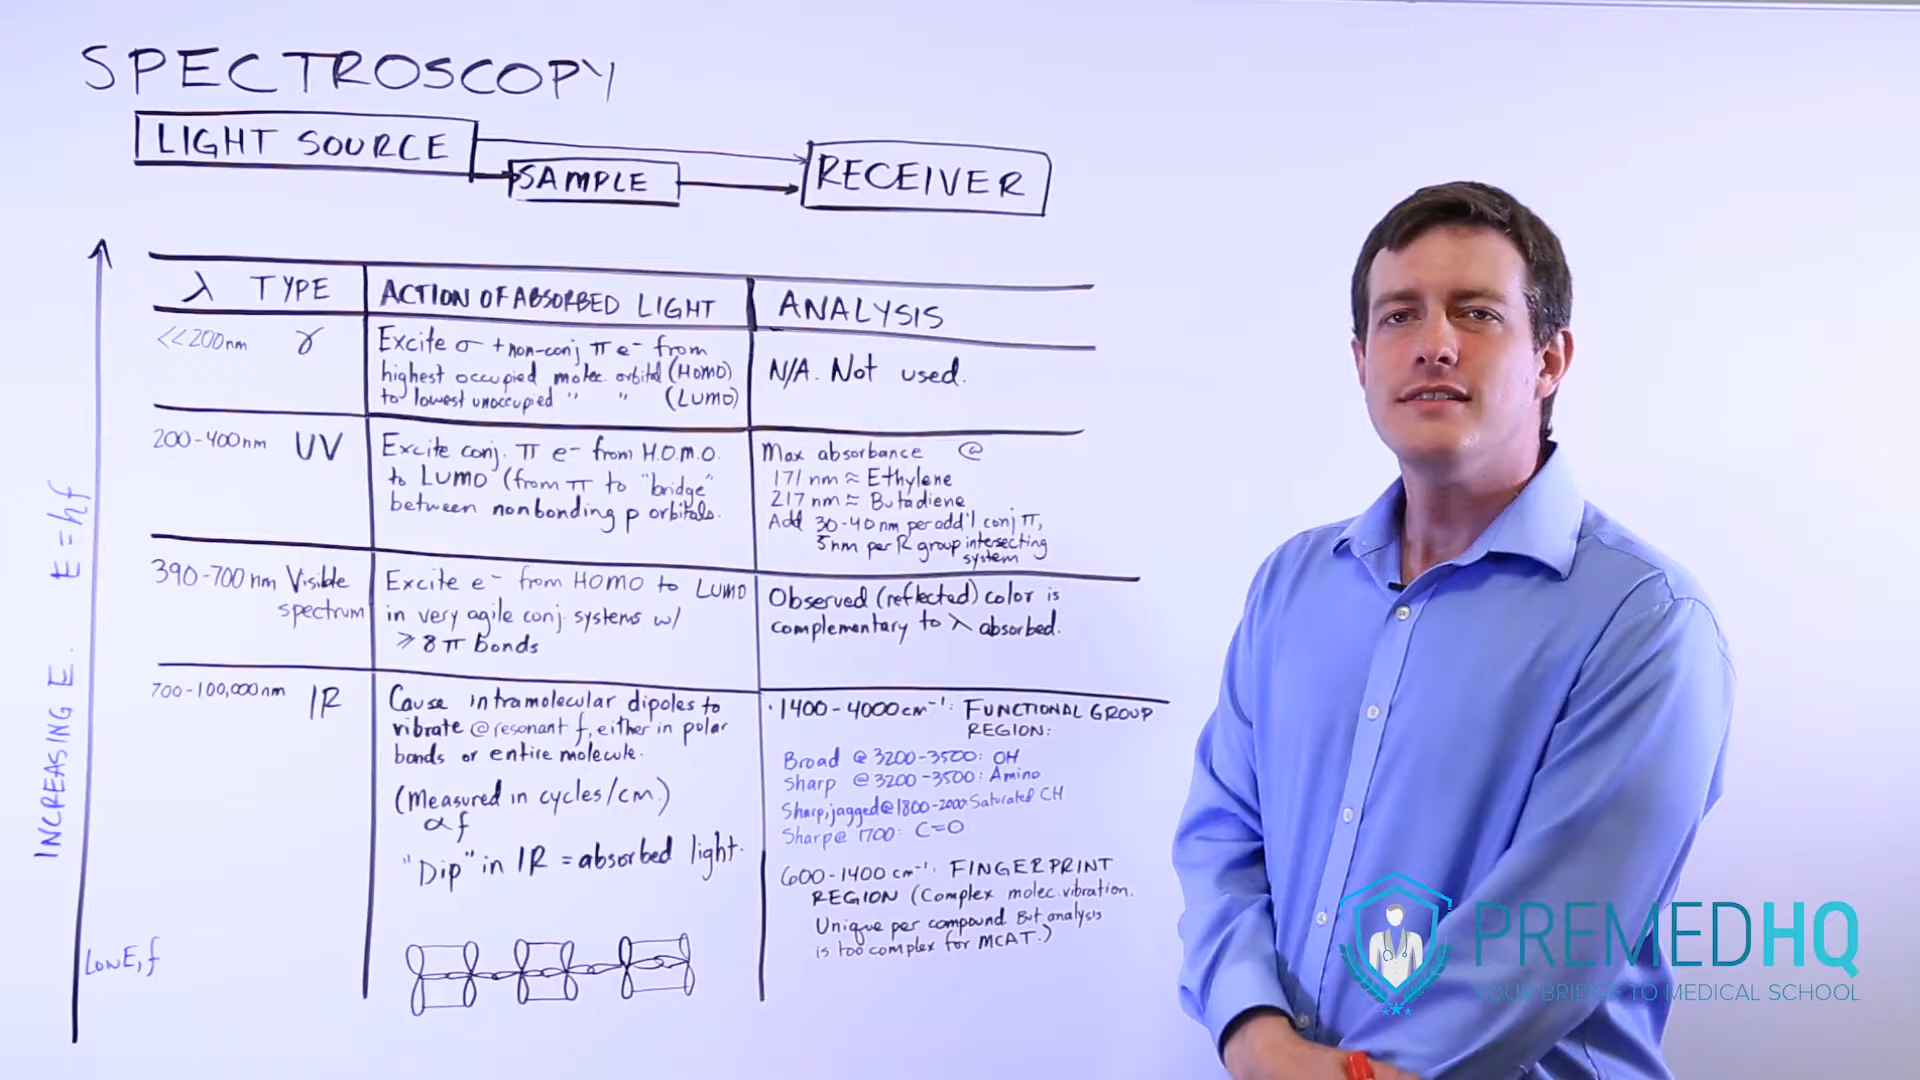 SPECTROSCOPY
LIGHT SOURCE
SAMPLE
RECEIVER
λ TYPE
ACTION OF ABSORBED LIGHT
ANALYSIS
<<200nm γ
Excite σ + non-conj π e- from
highest occupied molec. orbital (HOMO)
to lowest unoccupied " " (LUMO)
N/A. Not used.
200-400nm UV
Excite conj. π e- from H.O.M.O.
to LUMO (from π to "bridge"
between nonbonding p orbitals.
Max absorbance @
171 nm ≈ Ethylene
217 nm ≈ Butadiene
Add 30-40 nm per add'l conj π,
5nm per R group intersecting
system
390-700 nm Visible
spectrum
Excite e- from HOMO to LUMO
in very agile conj. systems w/
≥ 8 π bonds
Observed (reflected) color is
complementary to λ absorbed.
700-100,000nm IR
Cause intramolecular dipoles to
vibrate @ resonant f, either in polar
bonds or entire molecule.
(Measured in cycles/cm.)
α f
"Dip" in IR = absorbed light.
· 1400-4000 cm⁻¹: FUNCTIONAL GROUP
REGION:
Broad @ 3200-3500: OH
Sharp @ 3200-3500: Amino
Sharp, jagged @ 1800-2000: Saturated CH
Sharp @ 1700: C=O
600-1400 cm⁻¹: FINGERPRINT
REGION (Complex molec. vibration.
Unique per compound. But analysis
is too complex for MCAT.)
INCREASING E. E=hf
LOW E, f
PREMEDHQ
YOUR BRIDGE TO MEDICAL SCHOOL